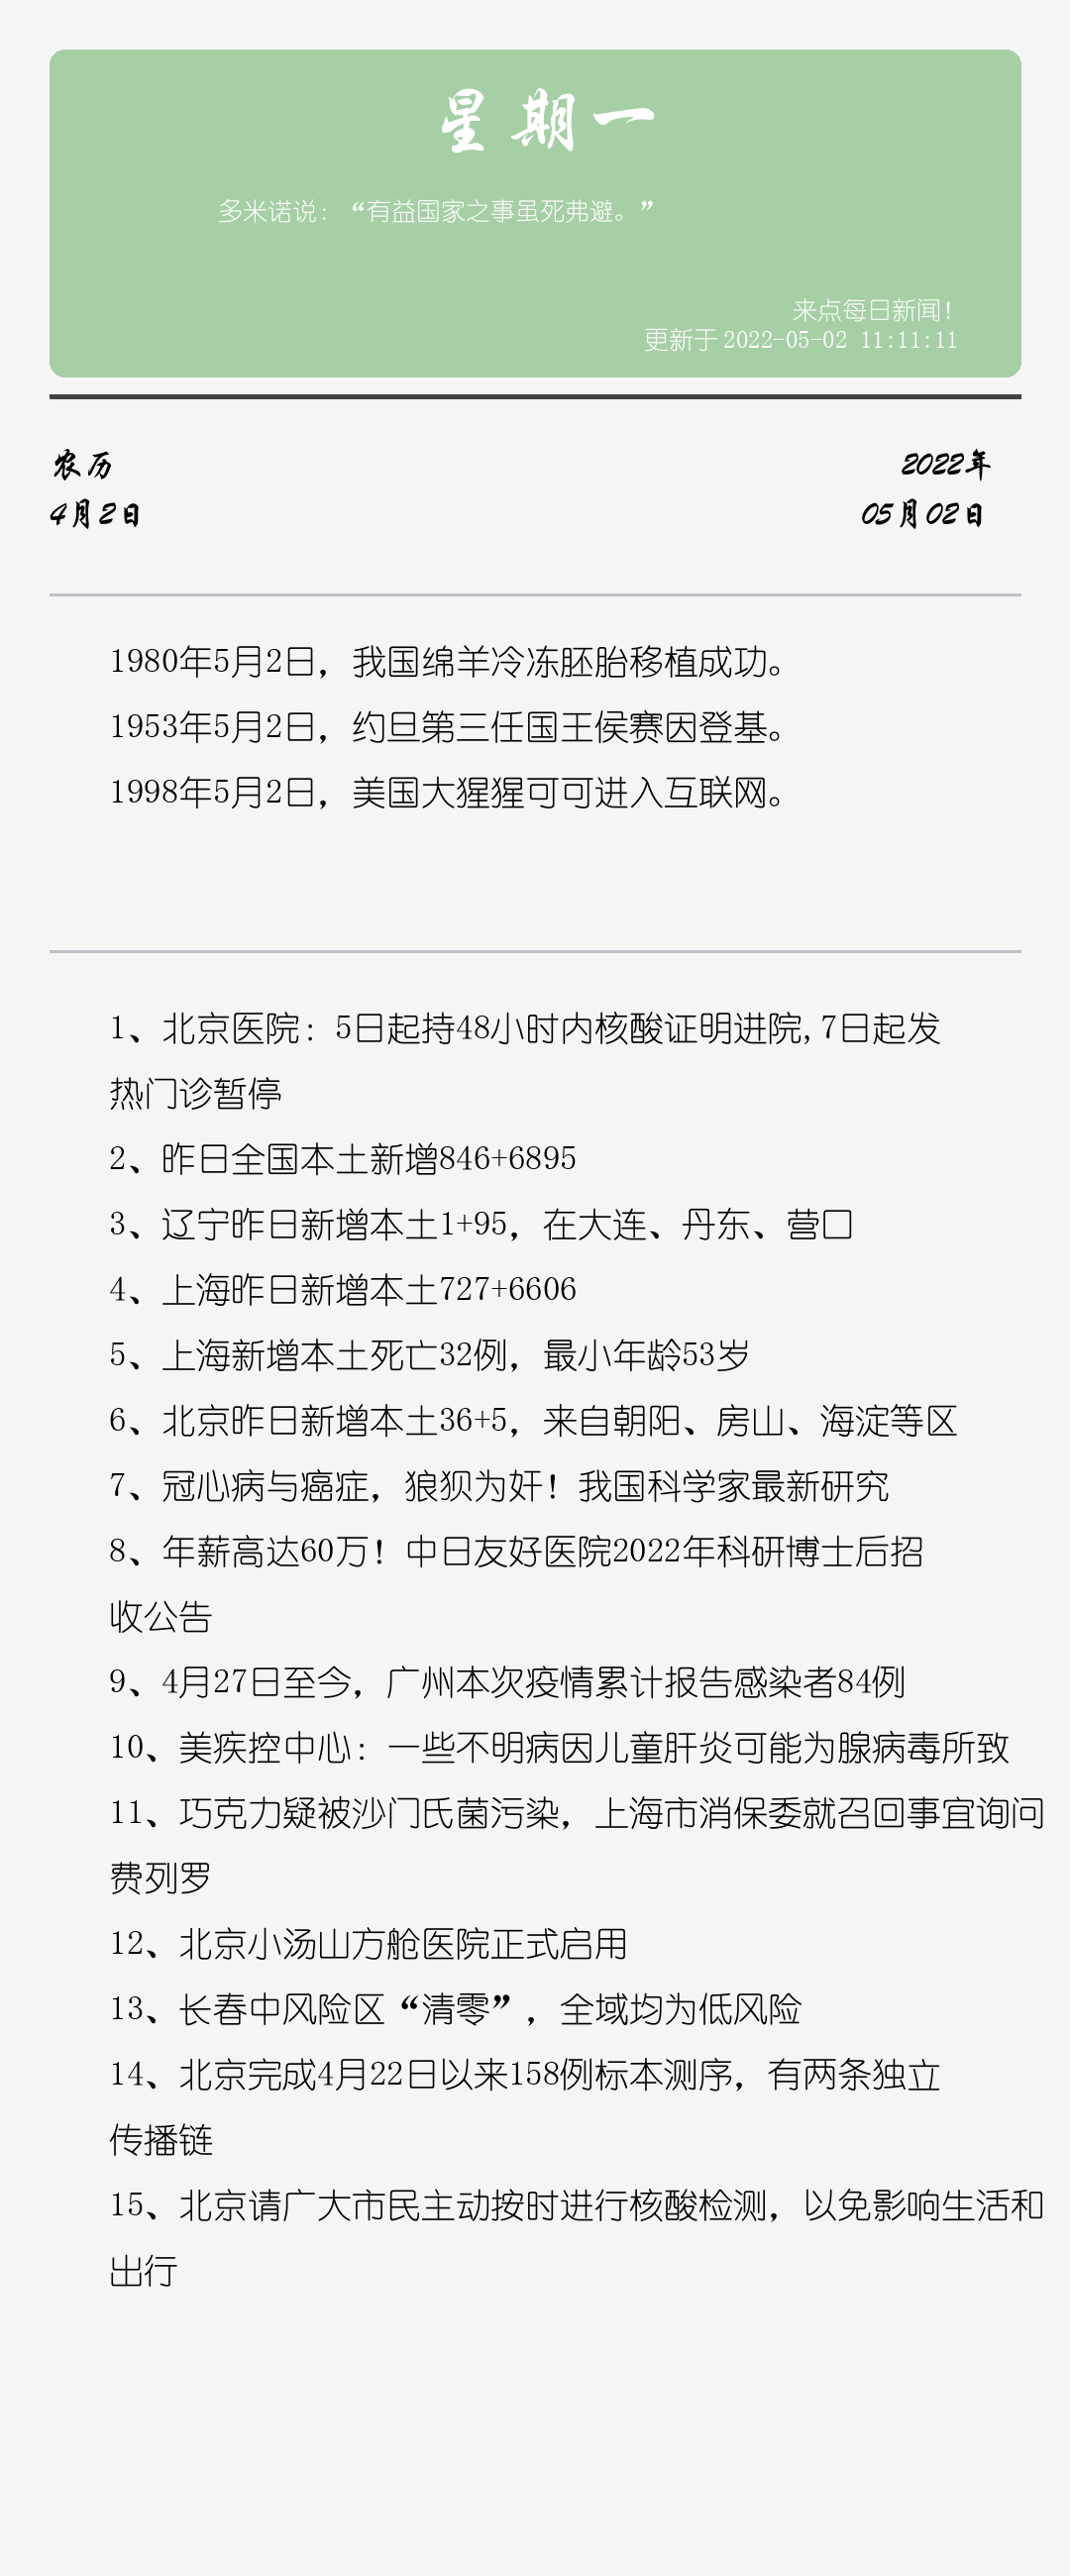 星期一
多米诺说：“有益国家之事虽死弗避。”
来点每日新闻！
更新于 2022-05-02 11:11:11
农历
2022年
4月2日
05月02日
1980年5月2日，我国绵羊冷冻胚胎移植成功。
1953年5月2日，约旦第三任国王侯赛因登基。
1998年5月2日，美国大猩猩可可进入互联网。
1、北京医院：5日起持48小时内核酸证明进院,7日起发
热门诊暂停
2、昨日全国本土新增846+6895
3、辽宁昨日新增本土1+95，在大连、丹东、营口
4、上海昨日新增本土727+6606
5、上海新增本土死亡32例，最小年龄53岁
6、北京昨日新增本土36+5，来自朝阳、房山、海淀等区
7、冠心病与癌症，狼狈为奸！我国科学家最新研究
8、年薪高达60万！中日友好医院2022年科研博士后招
收公告
9、4月27日至今，广州本次疫情累计报告感染者84例
10、美疾控中心：一些不明病因儿童肝炎可能为腺病毒所致
11、巧克力疑被沙门氏菌污染，上海市消保委就召回事宜询问
费列罗
12、北京小汤山方舱医院正式启用
13、长春中风险区“清零”，全域均为低风险
14、北京完成4月22日以来158例标本测序，有两条独立
传播链
15、北京请广大市民主动按时进行核酸检测，以免影响生活和
出行